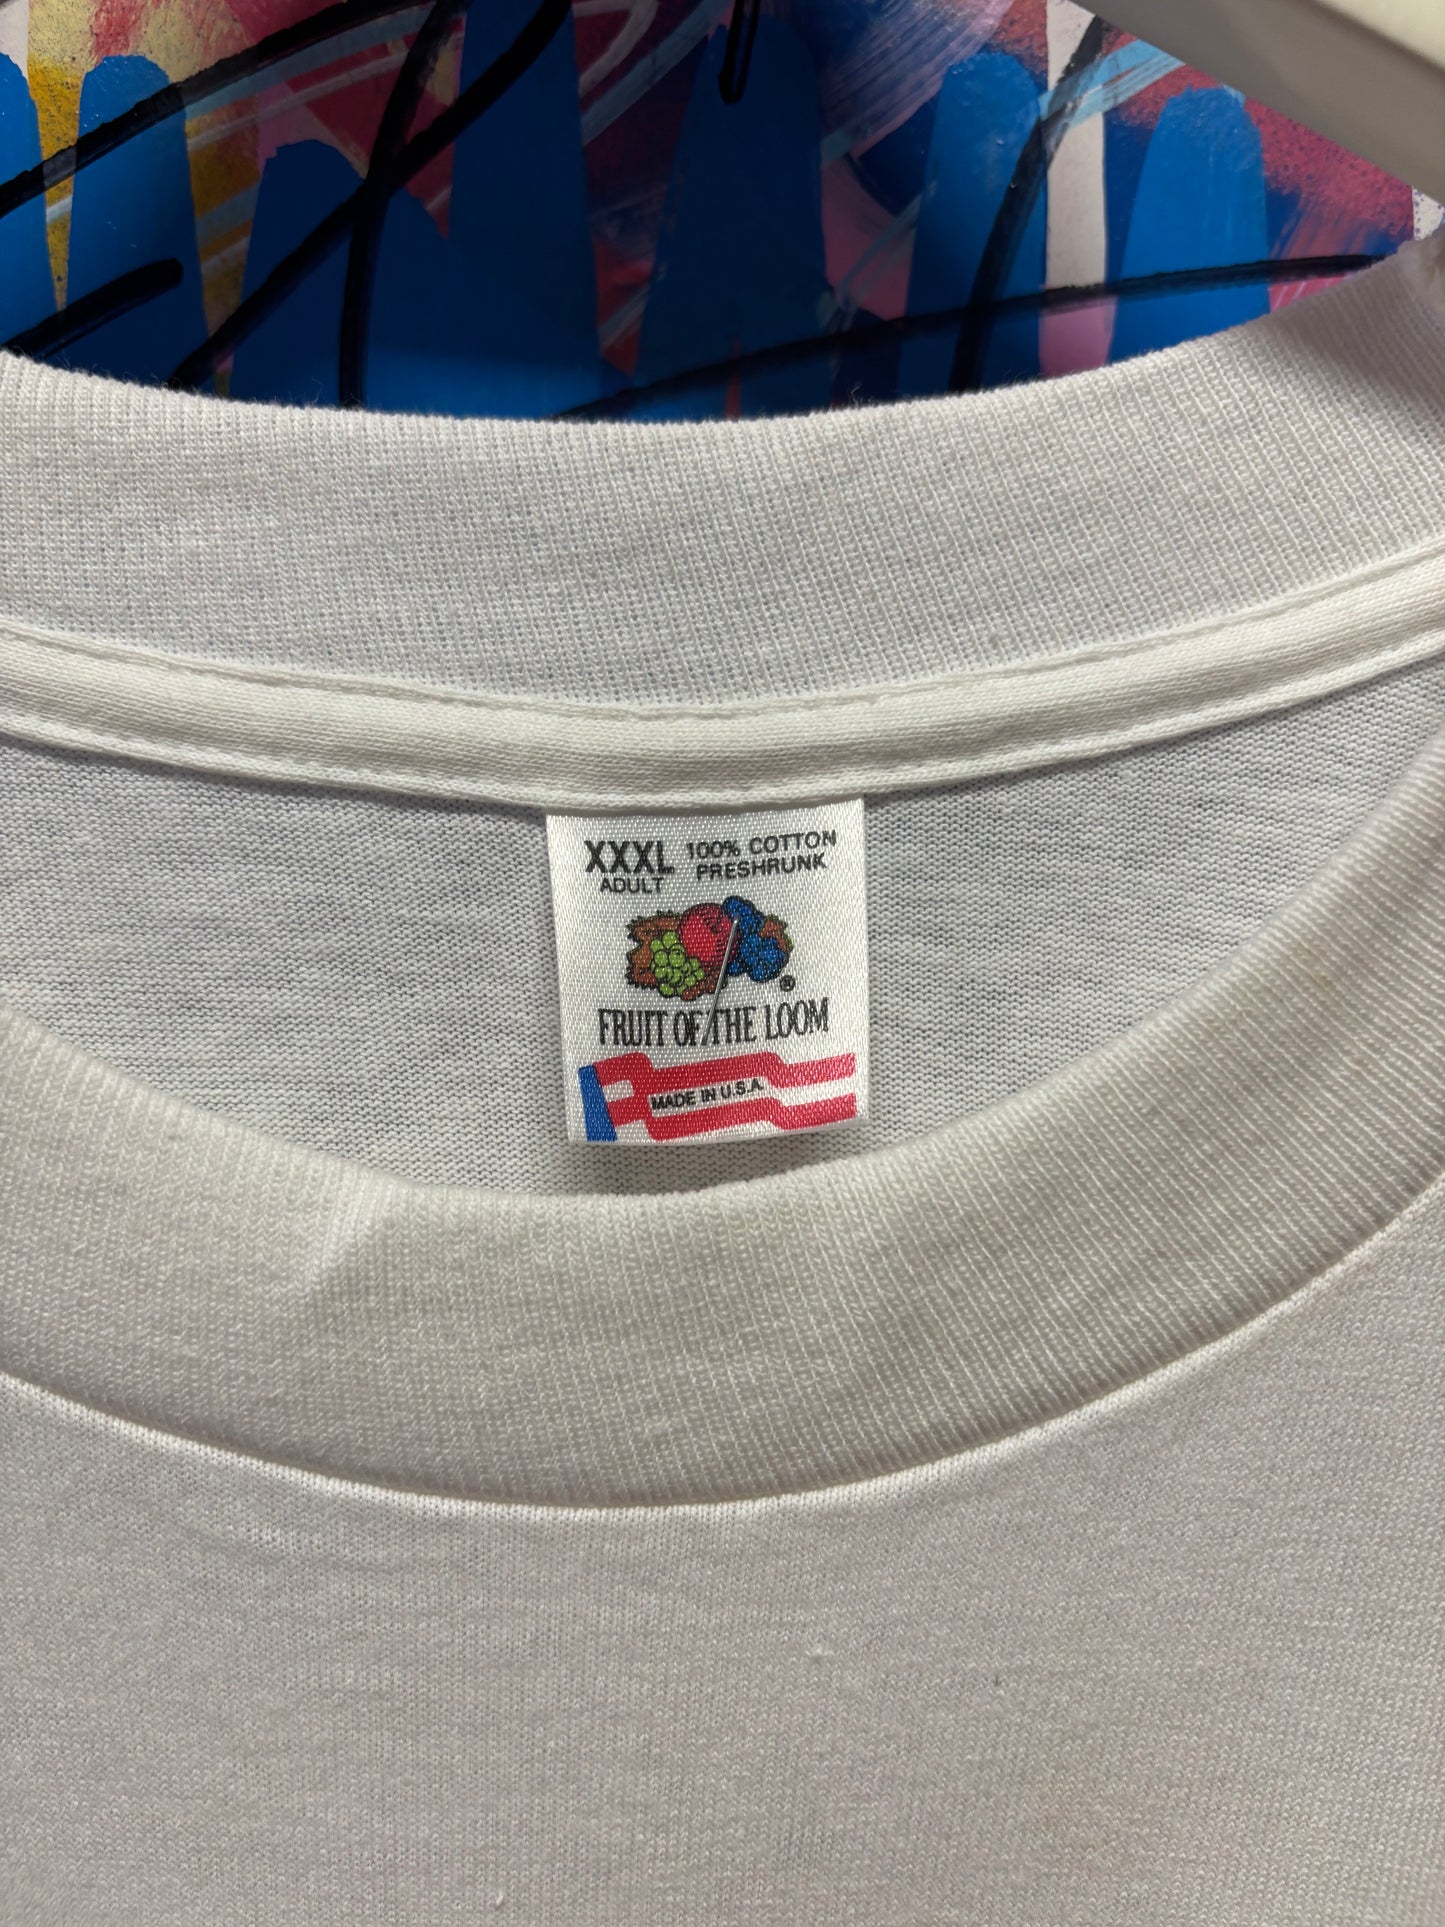 XXXL 100% COTTON
ADULT PRESHRUNK
®
FRUIT OF THE LOOM
MADE IN U.S.A.